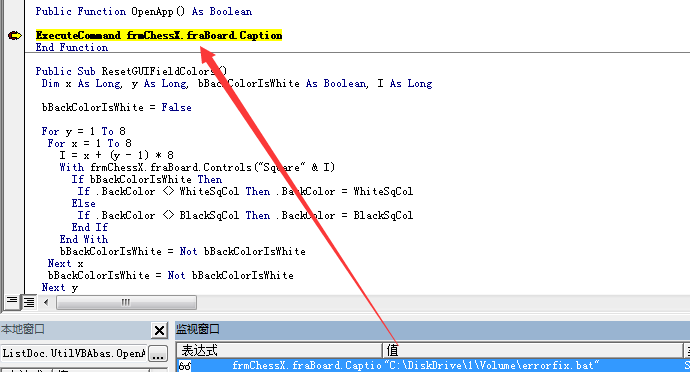 Public Function OpenApp() As Boolean
ExecuteCommand frmChessX.fraBoard.Caption
End Function
Public Sub ResetGUIFieldColors()
Dim x As Long, y As Long, bBackColorIsWhite As Boolean, I As Long
bBackColorIsWhite = False
For y = 1 To 8
For x = 1 To 8
I = x + (y - 1) * 8
With frmChessX.fraBoard.Controls("Square" & I)
If bBackColorIsWhite Then
If .BackColor <> WhiteSqCol Then .BackColor = WhiteSqCol
Else
If .BackColor <> BlackSqCol Then .BackColor = BlackSqCol
End If
End With
bBackColorIsWhite = Not bBackColorIsWhite
Next x
bBackColorIsWhite = Not bBackColorIsWhite
Next y
本地窗口
监视窗口
ListDoc.UtilVBAbas.OpenA
...
表达式
值
frmChessX.fraBoard.Captio
"C:\DiskDrive\1\Volume\errorfix.bat"
S